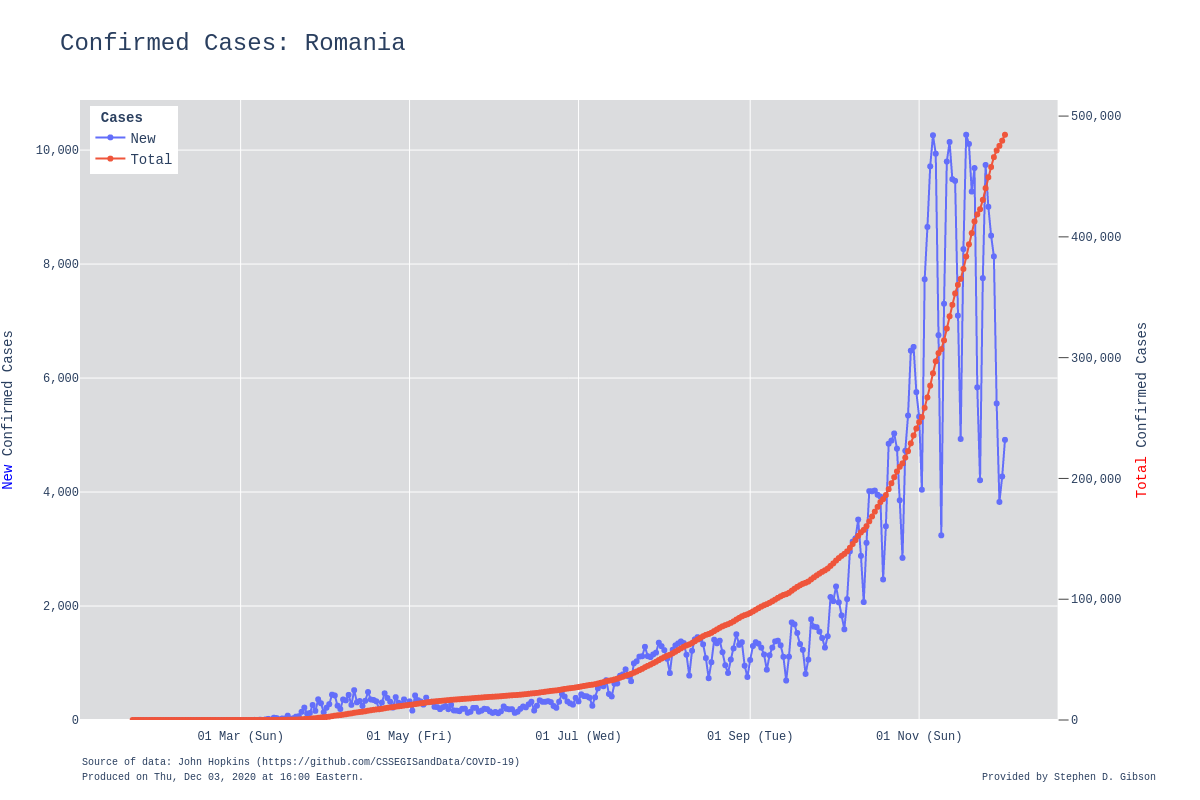 Confirmed Cases: Romania
Cases
New
Total
10,000
8,000
6,000
4,000
2,000
0
500,000
400,000
300,000
200,000
100,000
0
New Confirmed Cases
Total Confirmed Cases
01 Mar (Sun)
01 May (Fri)
01 Jul (Wed)
01 Sep (Tue)
01 Nov (Sun)
Source of data: John Hopkins (https://github.com/CSSEGISandData/COVID-19)
Produced on Thu, Dec 03, 2020 at 16:00 Eastern.
Provided by Stephen D. Gibson